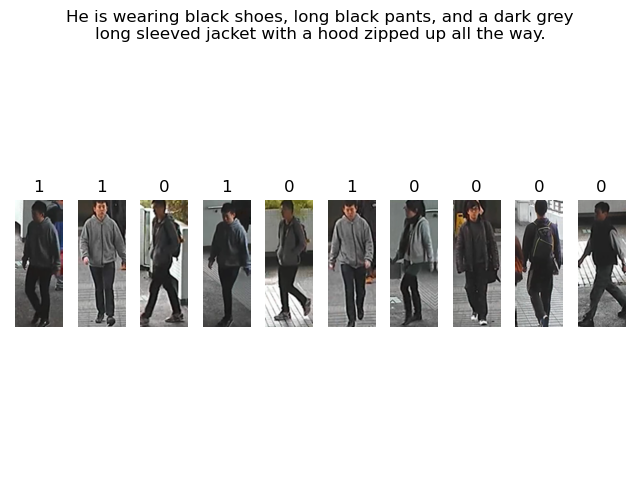 He is wearing black shoes, long black pants, and a dark grey
long sleeved jacket with a hood zipped up all the way.
1 1 0 1 0 1 0 0 0 0